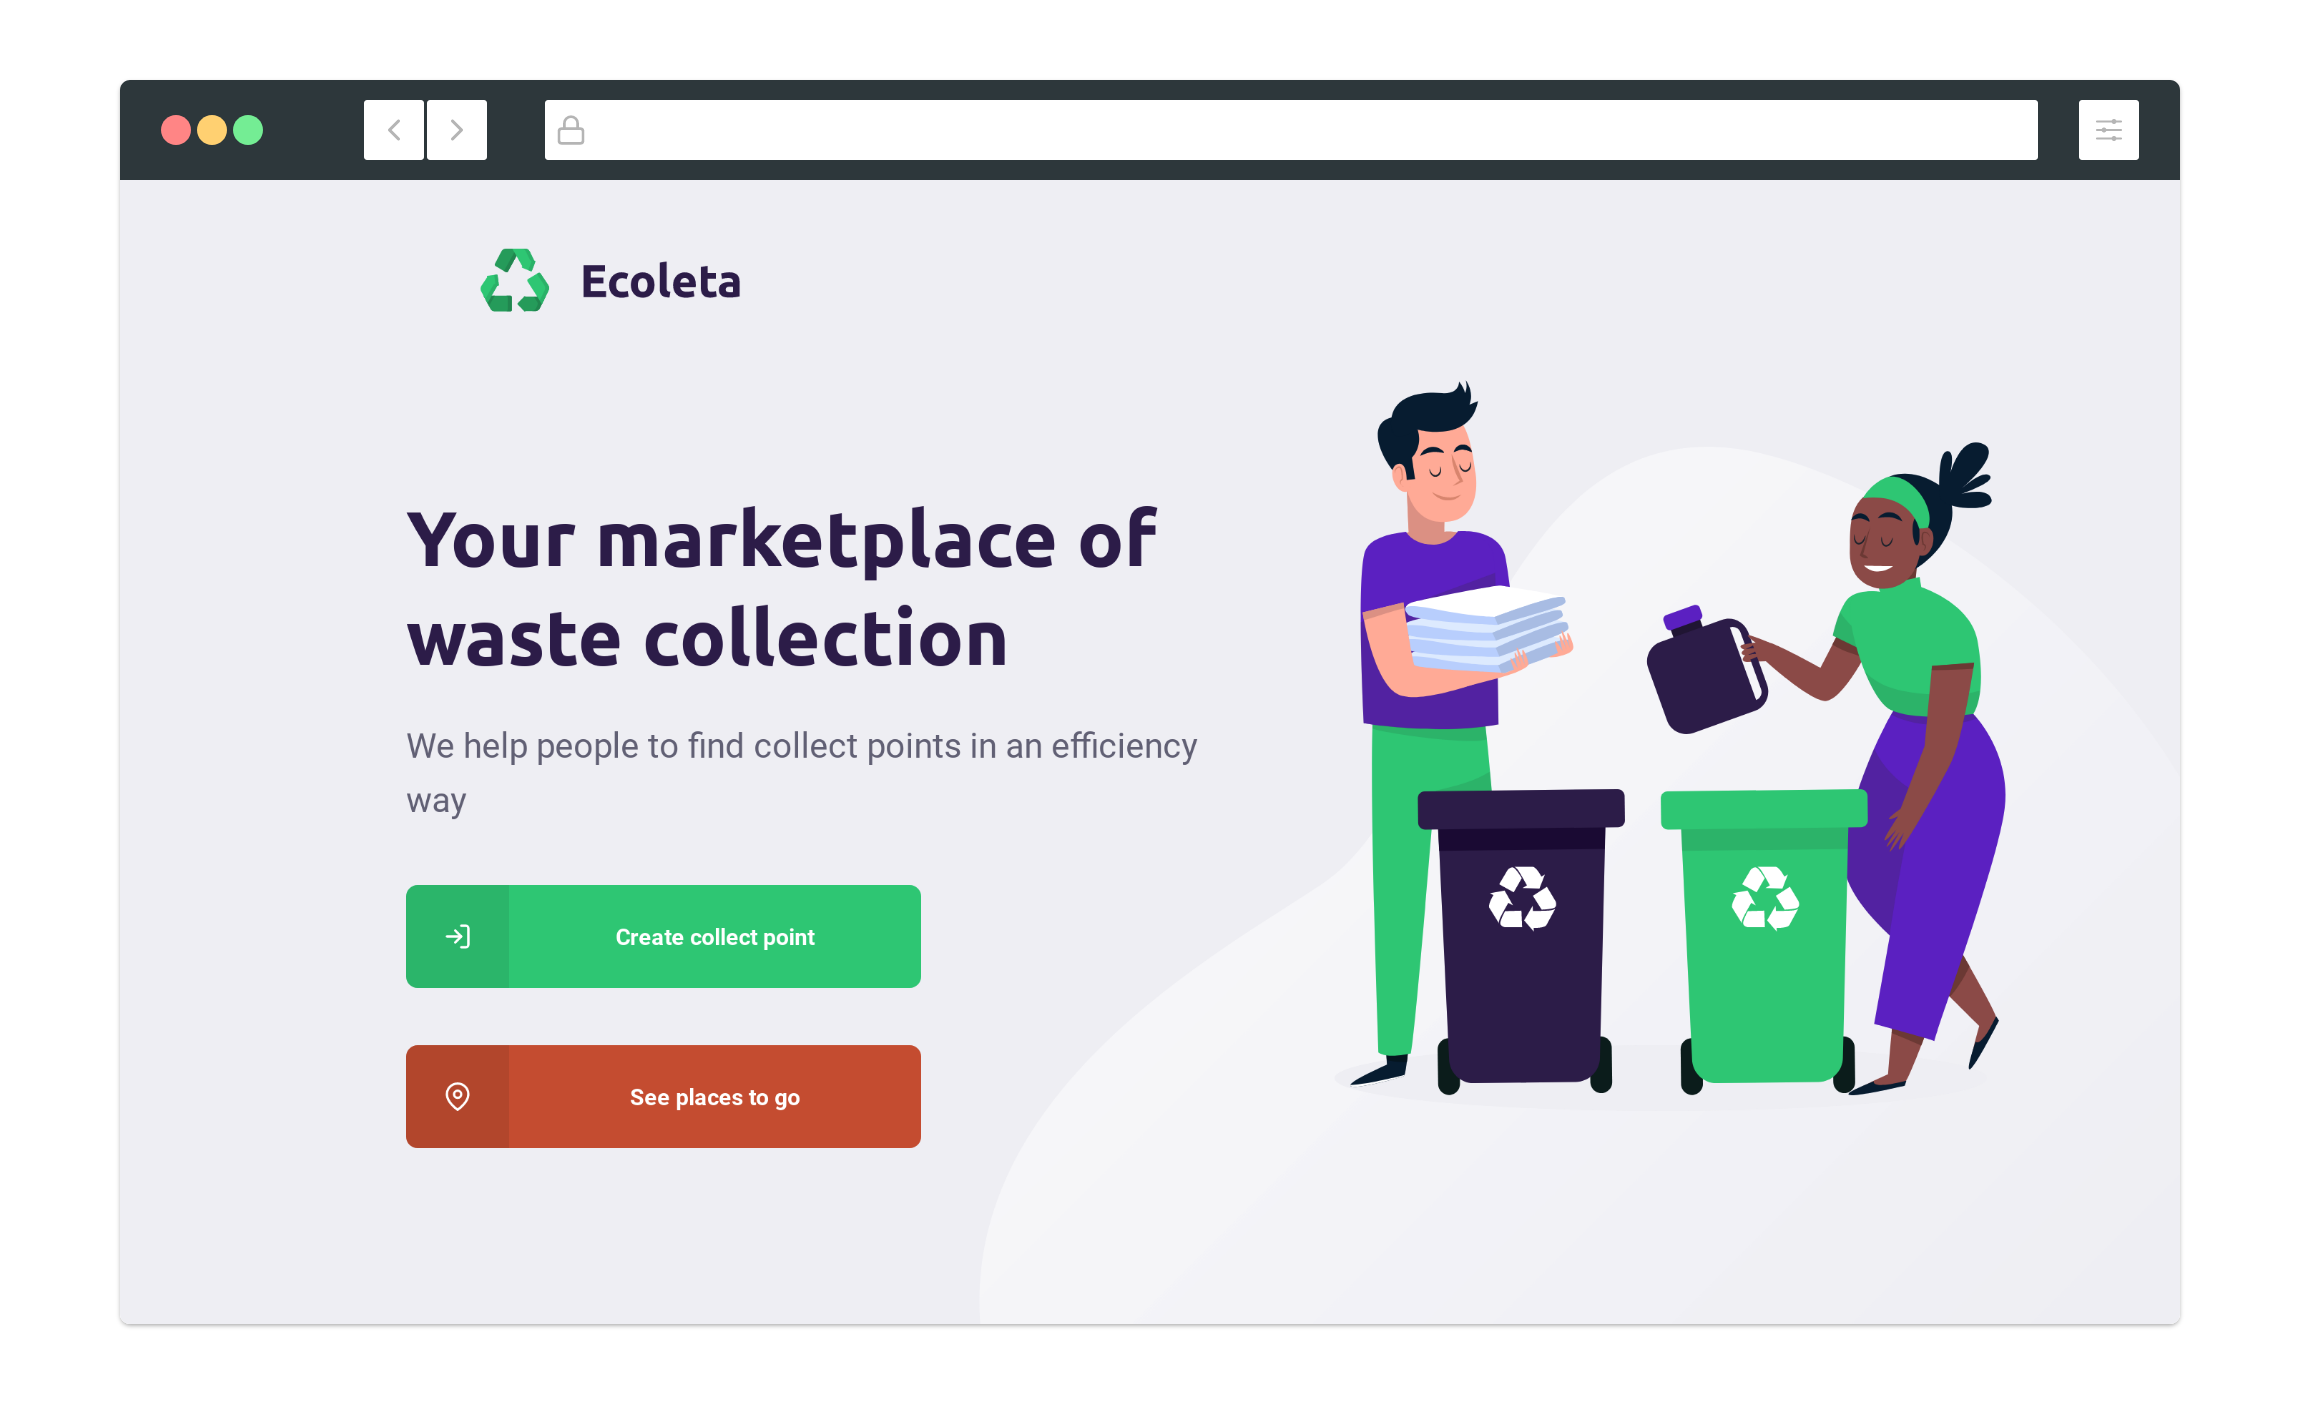 Ecoleta
Your marketplace of
waste collection
We help people to find collect points in an efficiency
way
Create collect point
See places to go